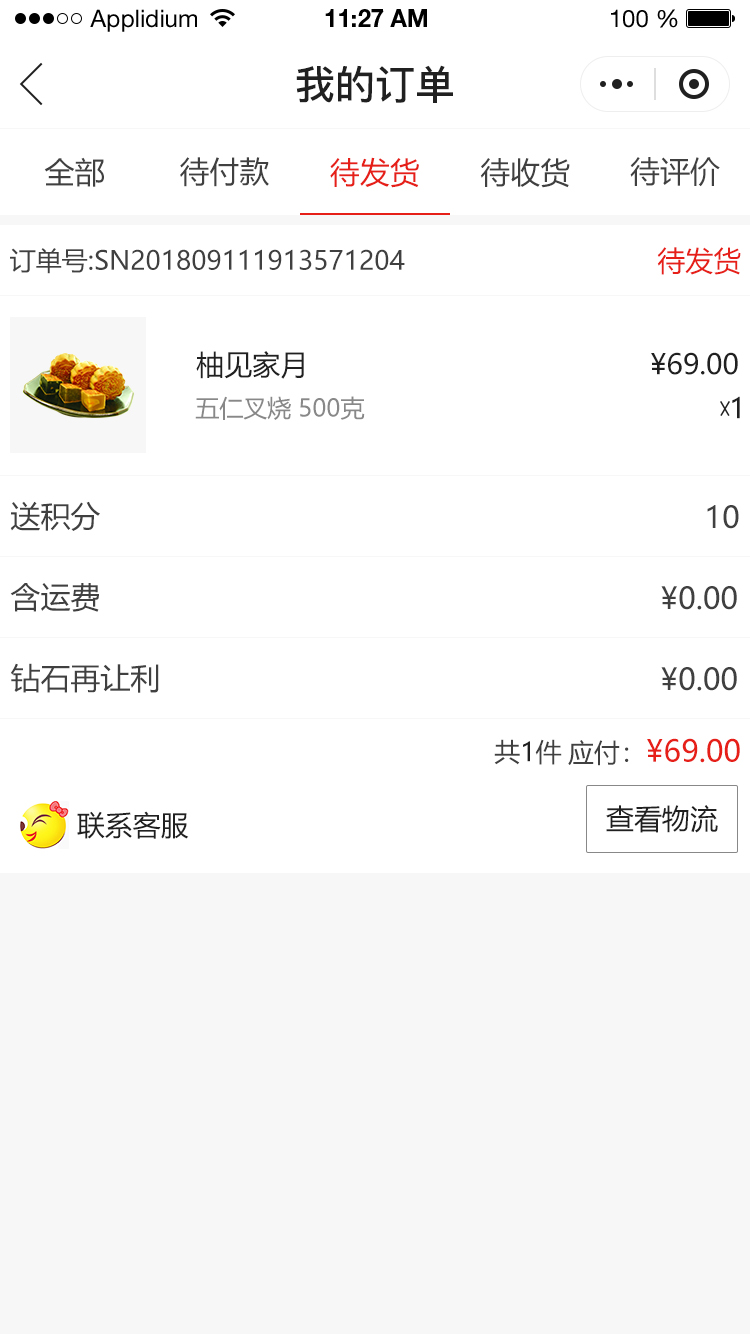 Applidium 11:27 AM 100 %
我的订单
全部 待付款 待发货 待收货 待评价
订单号:SN201809111913571204 待发货
柚见家月 ¥69.00
五仁叉烧 500克 x1
送积分 10
含运费 ¥0.00
钻石再让利 ¥0.00
共1件 应付：¥69.00
联系客服 查看物流